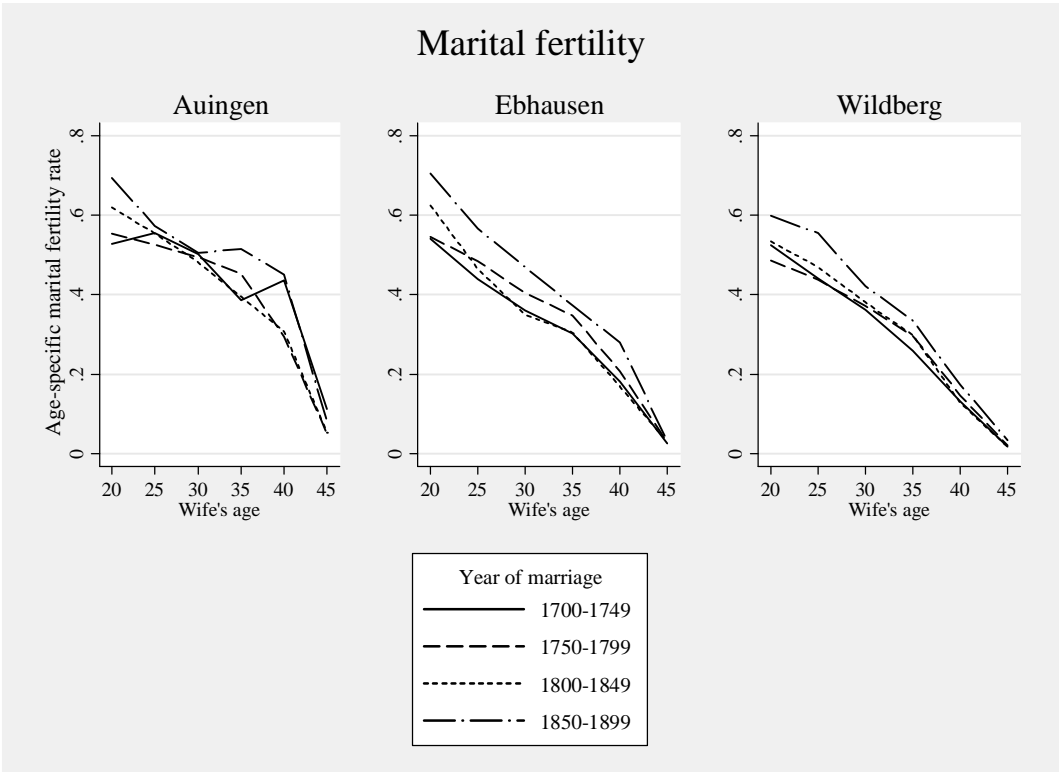 Marital fertility
Auingen
Ebhausen
Wildberg
Age-specific marital fertility rate
.8
.6
.4
.2
0
20 25 30 35 40 45
Wife's age
.8
.6
.4
.2
0
20 25 30 35 40 45
Wife's age
.8
.6
.4
.2
0
20 25 30 35 40 45
Wife's age
Year of marriage
1700-1749
1750-1799
1800-1849
1850-1899